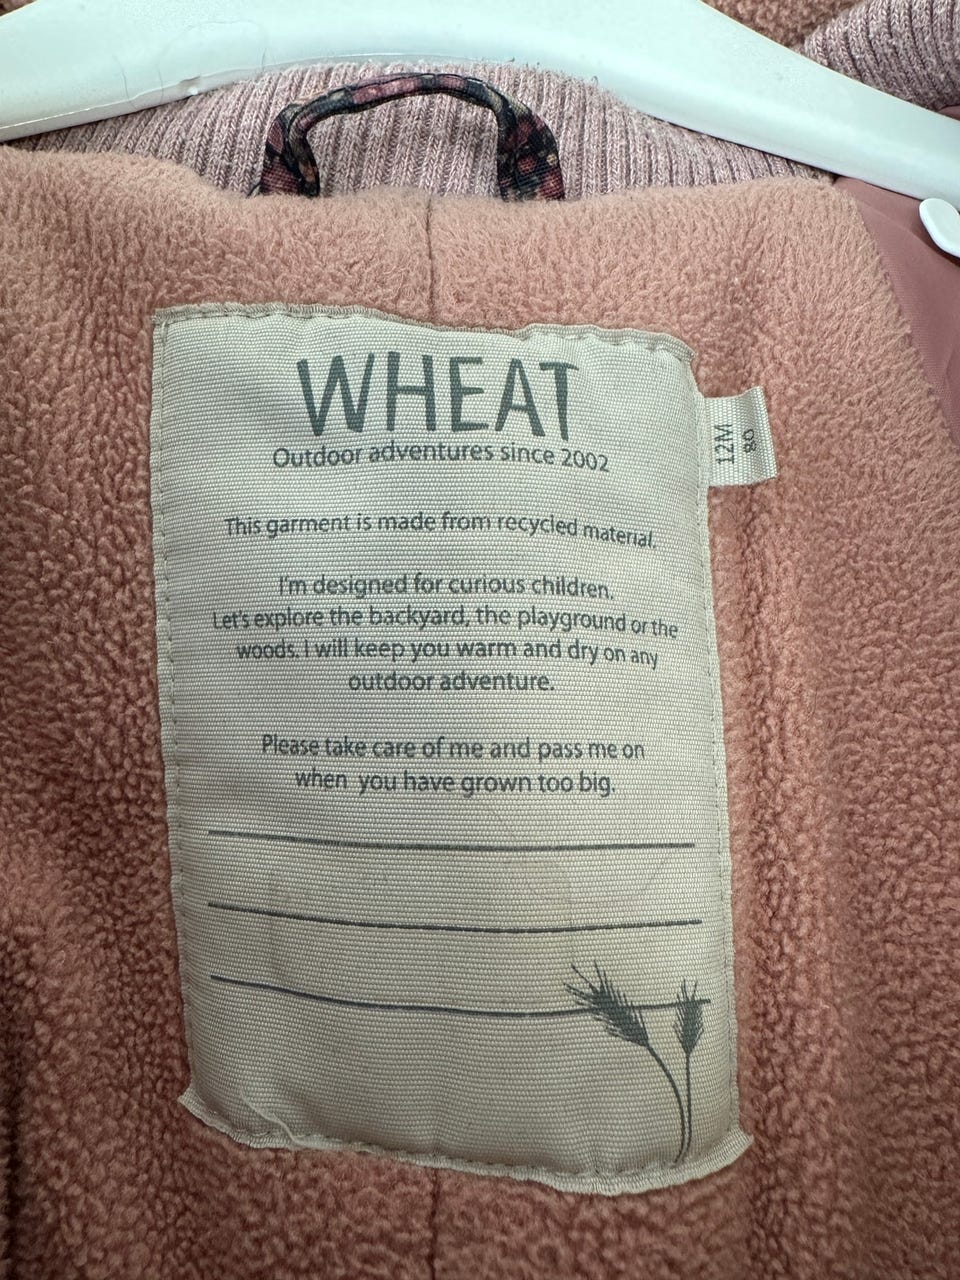 WHEAT
Outdoor adventures since 2002
12M
80
This garment is made from recycled material.
I'm designed for curious children.
Let's explore the backyard, the playground or the
woods. I will keep you warm and dry on any
outdoor adventure.
Please take care of me and pass me on
when you have grown too big.